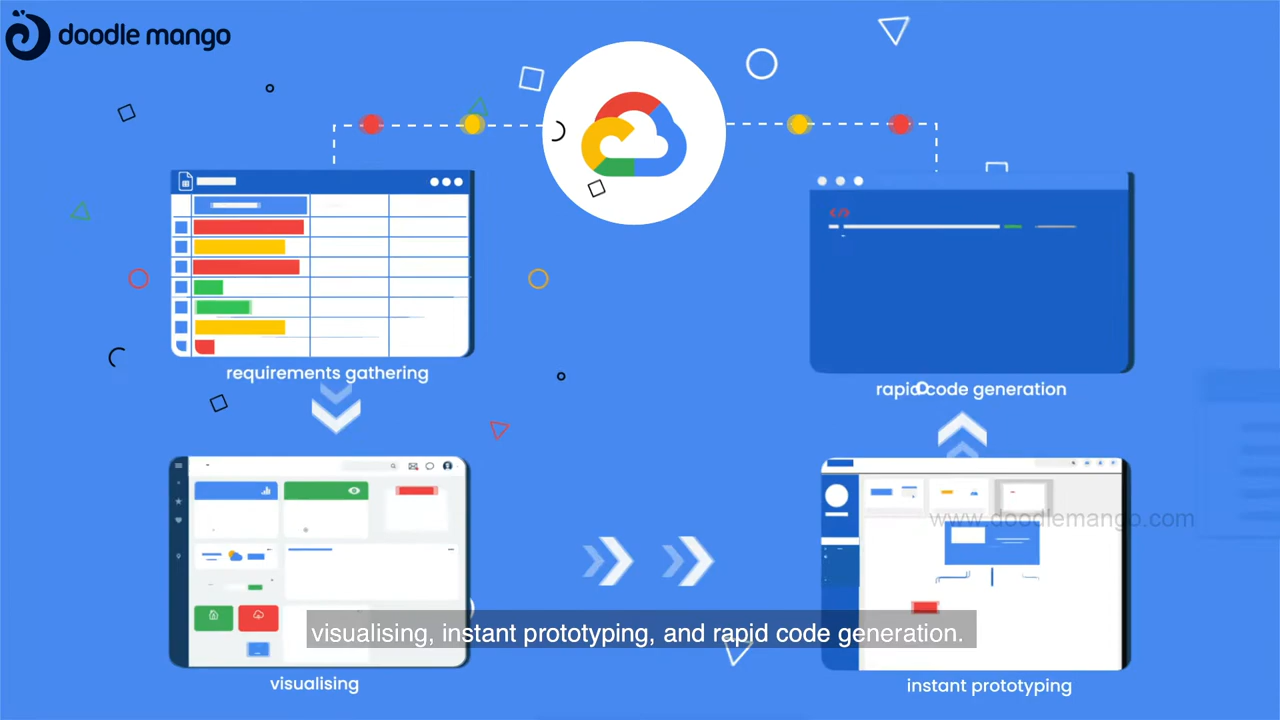 doodle mango
requirements gathering
rapid code generation
www.doodlemango.com
visualising, instant prototyping, and rapid code generation.
visualising
instant prototyping